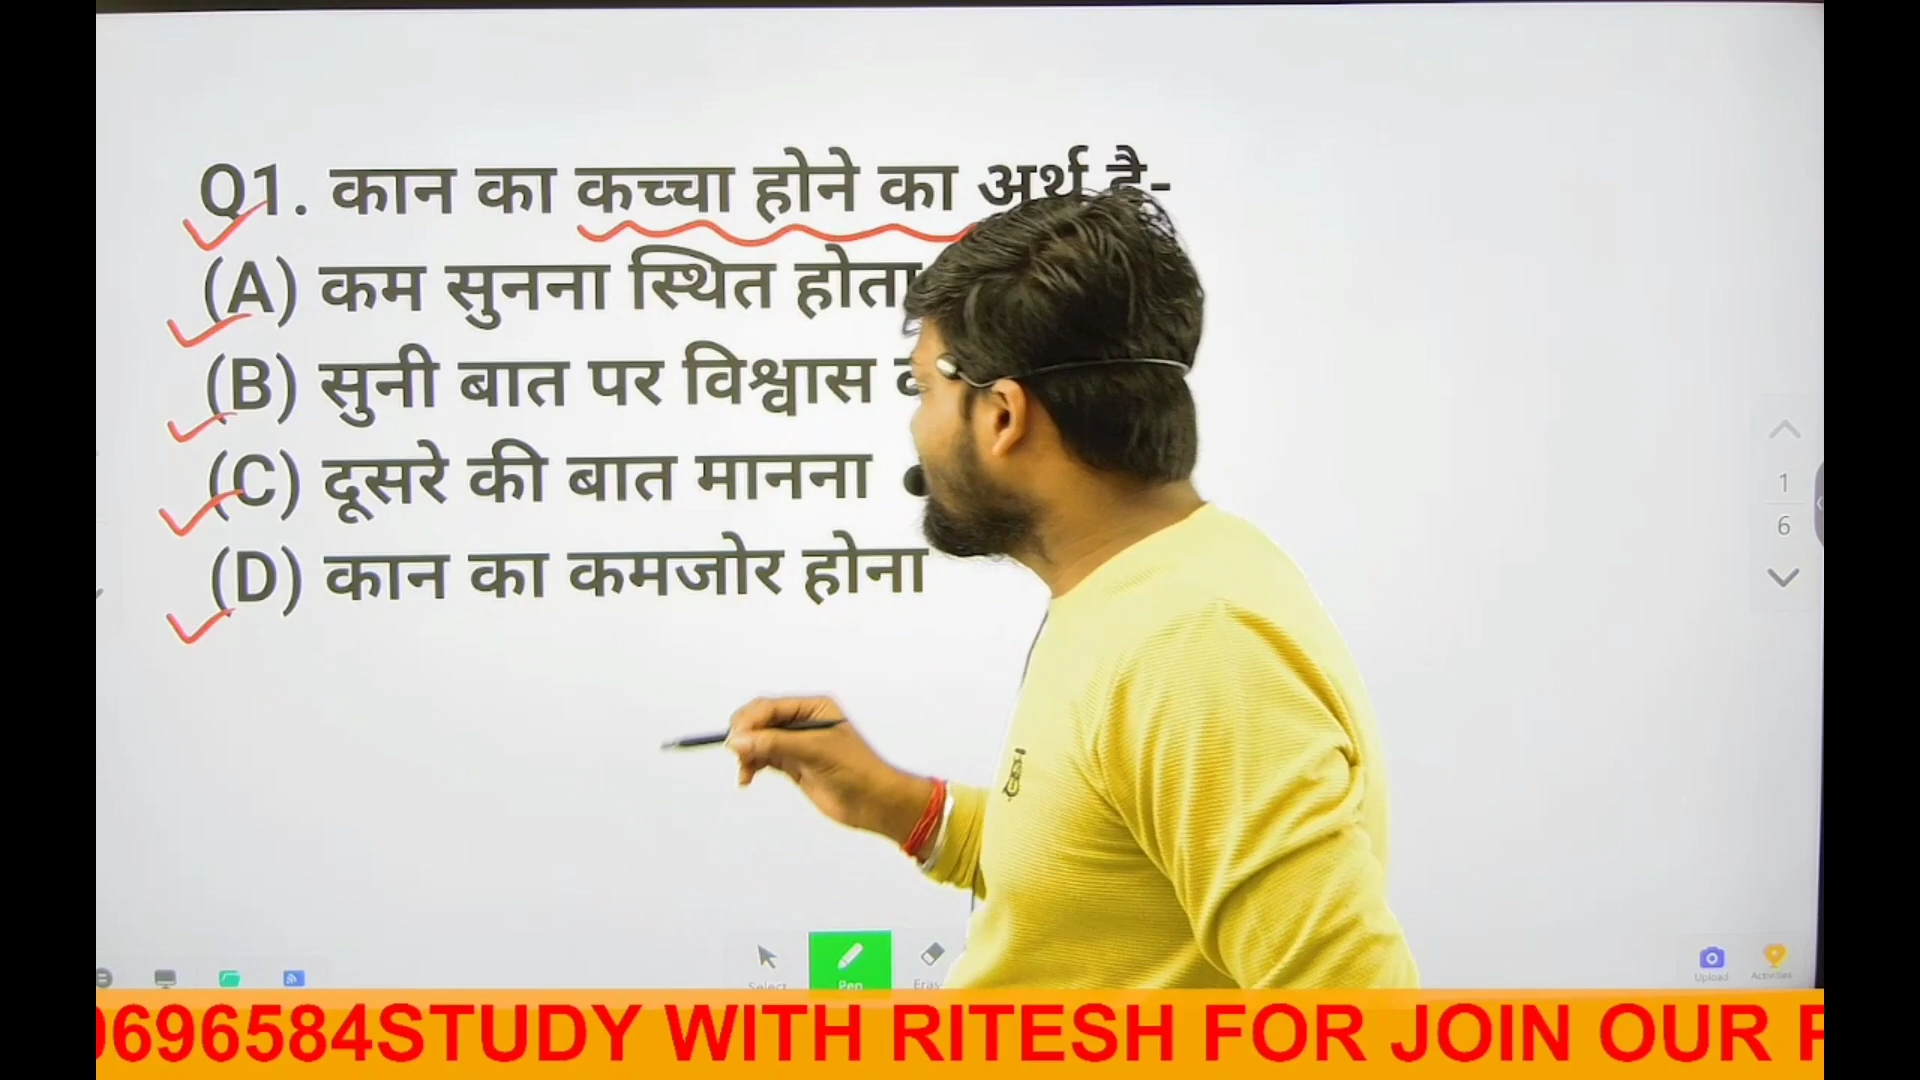 Q1. कान का कच्चा होने का अर्थ है-
(A) कम सुनना स्थित होता
(B) सुनी बात पर विश्वास
(C) दूसरे की बात मानना
(D) कान का कमजोर होना
1
6
Select
Pen
Upload
Activities
0696584STUDY WITH RITESH FOR JOIN OUR